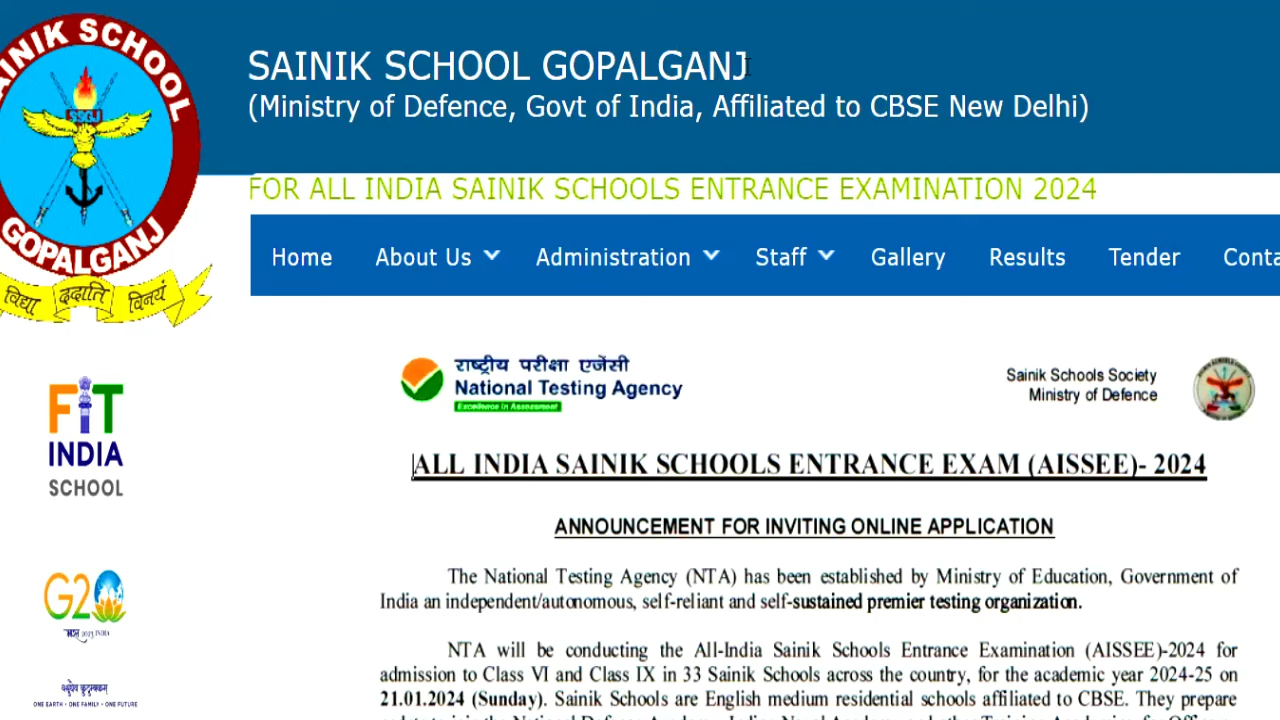 SAINIK SCHOOL
SSGJ
GOPALGANJ
विद्या ददाति विनयं
SAINIK SCHOOL GOPALGANJ
(Ministry of Defence, Govt of India, Affiliated to CBSE New Delhi)
FOR ALL INDIA SAINIK SCHOOLS ENTRANCE EXAMINATION 2024
Home About Us Administration Staff Gallery Results Tender Conta
FiT
INDIA
SCHOOL
G20
2023 INDIA
वसुधैव कुटुम्बकम्
ONE EARTH • ONE FAMILY • ONE FUTURE
राष्ट्रीय परीक्षा एजेंसी
National Testing Agency
Excellence in Assessment
Sainik Schools Society
Ministry of Defence
ALL INDIA SAINIK SCHOOLS ENTRANCE EXAM (AISSEE)- 2024
ANNOUNCEMENT FOR INVITING ONLINE APPLICATION
The National Testing Agency (NTA) has been established by Ministry of Education, Government of
India an independent/autonomous, self-reliant and self-sustained premier testing organization.
NTA will be conducting the All-India Sainik Schools Entrance Examination (AISSEE)-2024 for
admission to Class VI and Class IX in 33 Sainik Schools across the country, for the academic year 2024-25 on
21.01.2024 (Sunday). Sainik Schools are English medium residential schools affiliated to CBSE. They prepare